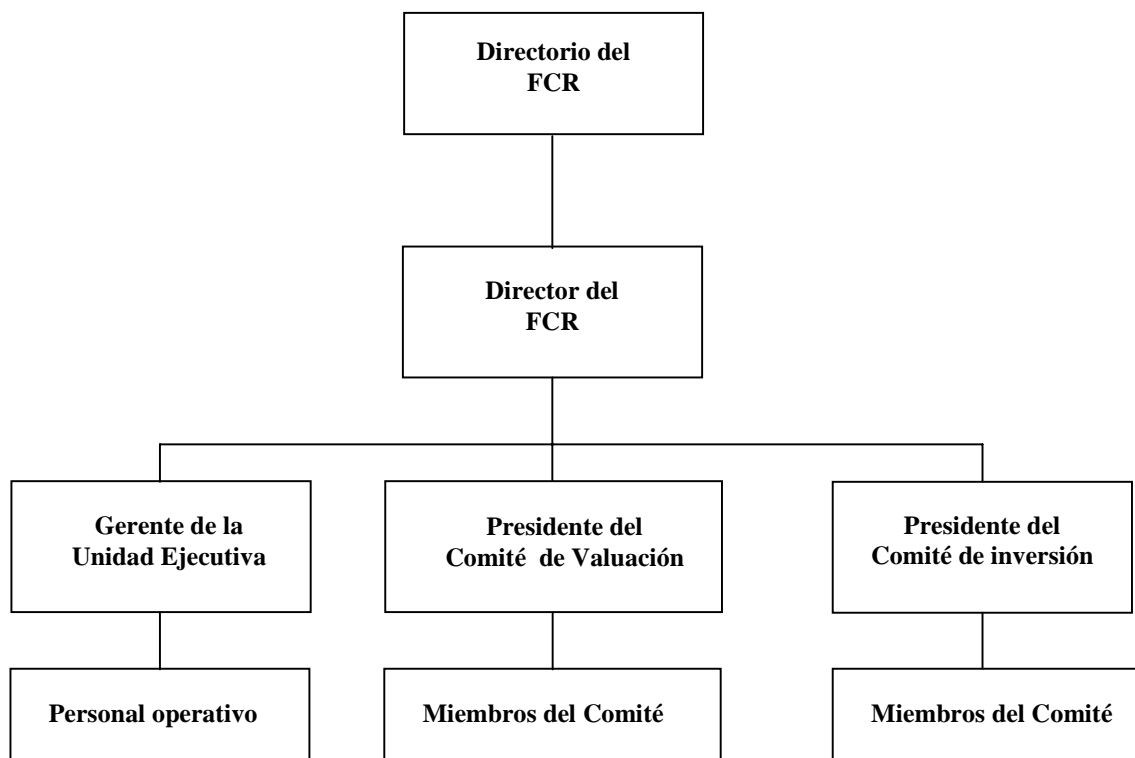 Directorio del
FCR
Director del
FCR
Gerente de la
Unidad Ejecutiva
Presidente del
Comité de Valuación
Presidente del
Comité de inversión
Personal operativo
Miembros del Comité
Miembros del Comité